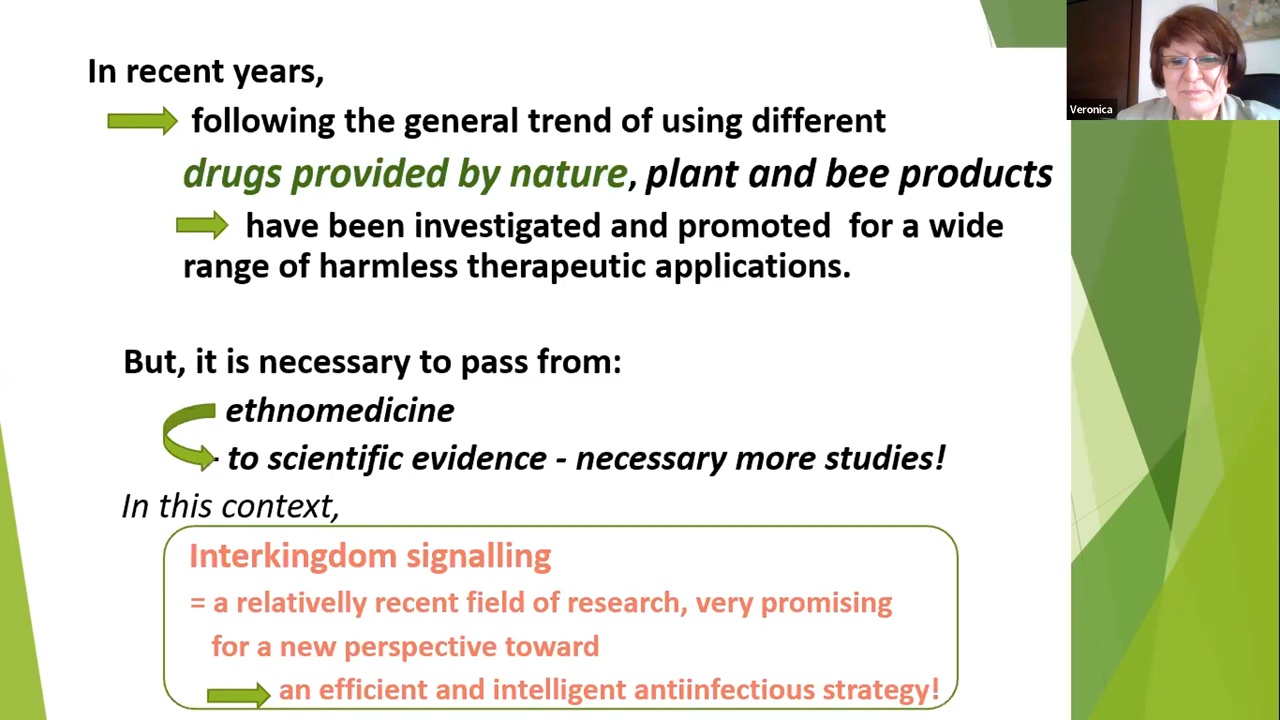 In recent years,
following the general trend of using different
drugs provided by nature, plant and bee products
have been investigated and promoted for a wide
range of harmless therapeutic applications.
But, it is necessary to pass from:
ethnomedicine
- to scientific evidence - necessary more studies!
In this context,
Interkingdom signalling
= a relativelly recent field of research, very promising
for a new perspective toward
an efficient and intelligent antiinfectious strategy!
Veronica